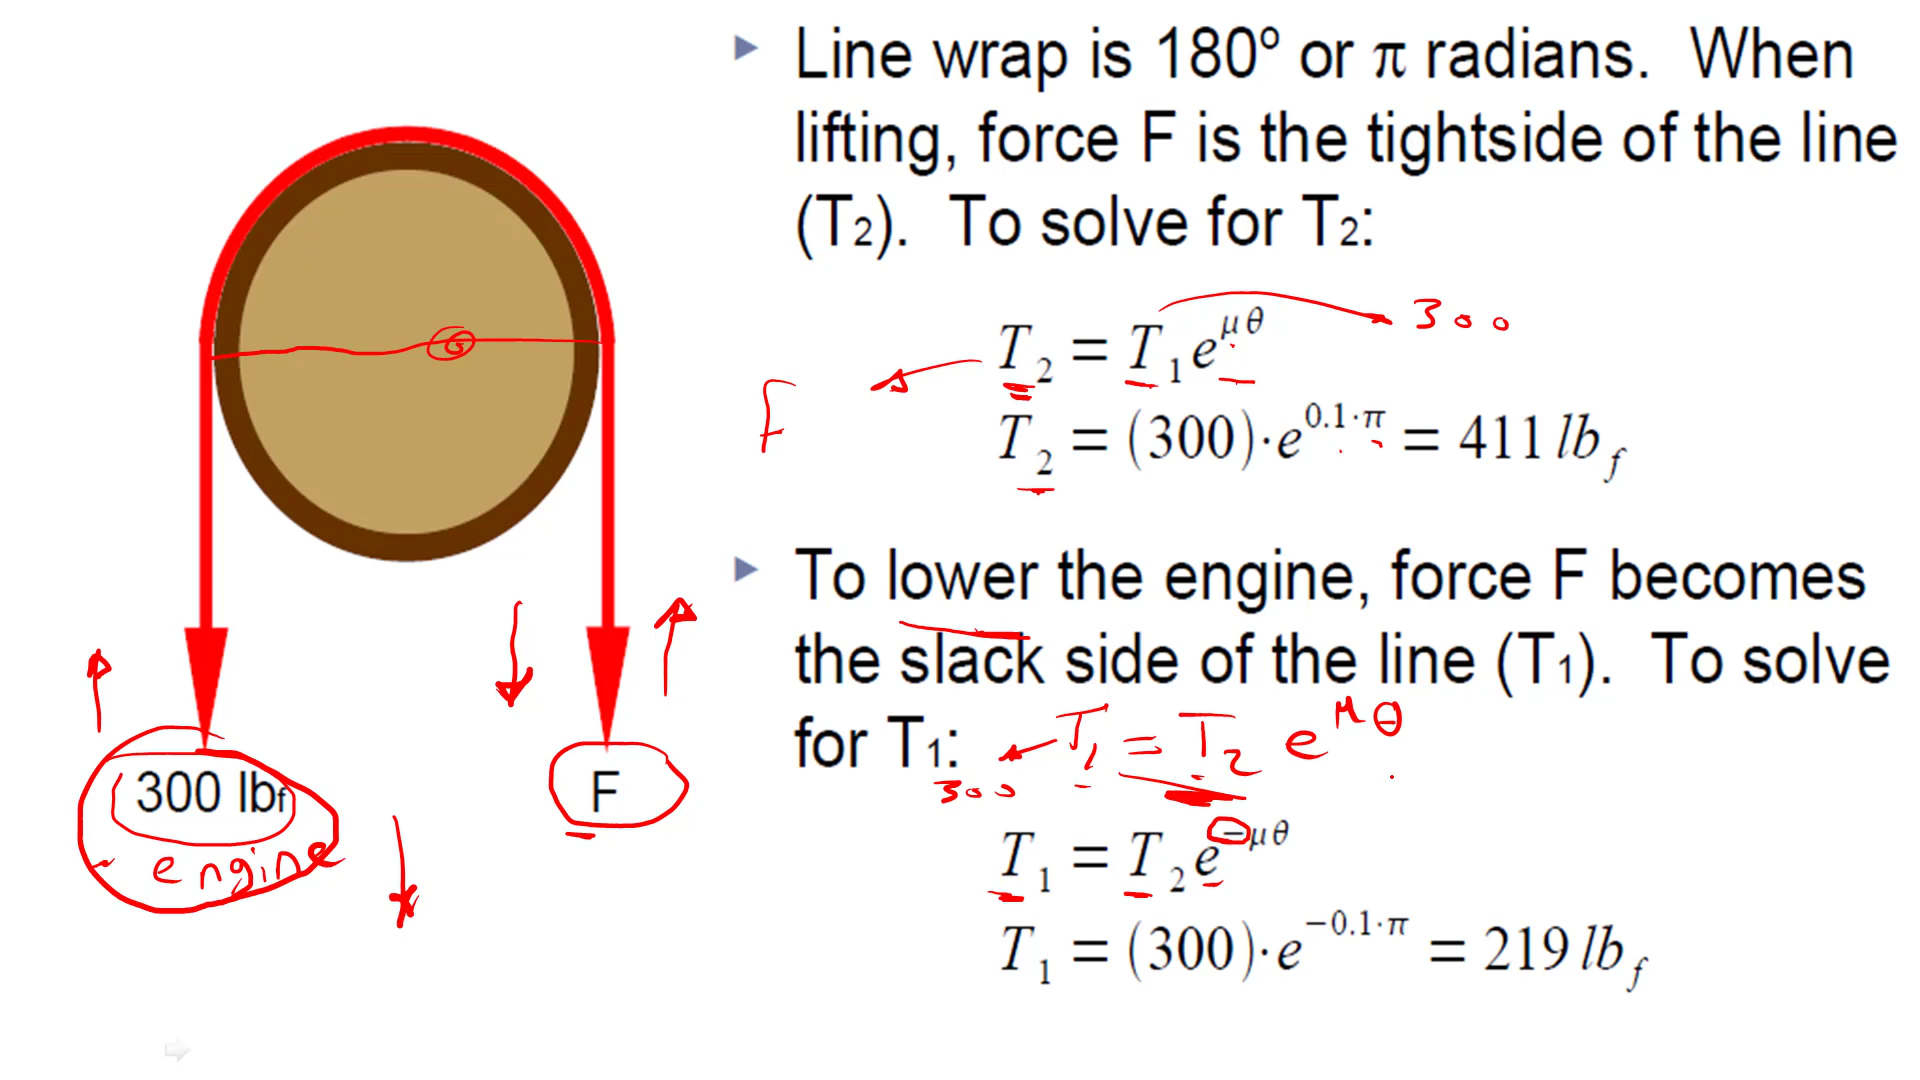 Line wrap is 180º or π radians. When
lifting, force F is the tightside of the line
(T₂). To solve for T₂:
T₂ = T₁e^{μθ}
300
F
T₂ = (300)·e^{0.1·π} = 411 lb_f
To lower the engine, force F becomes
the slack side of the line (T₁). To solve
for T₁:
T₁ = T₂ e^{μθ}
300
T₁ = T₂e^{−μθ}
T₁ = (300)·e^{−0.1·π} = 219 lb_f
300 lbf
engine
F